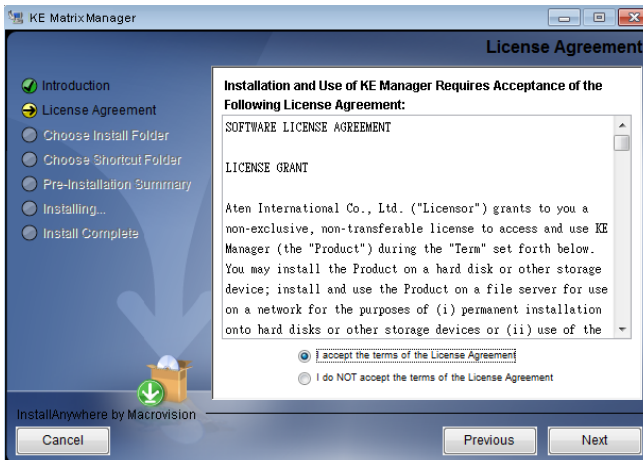 KE MatrixManager
License Agreement
Introduction
License Agreement
Choose Install Folder
Choose Shortcut Folder
Pre-Installation Summary
Installing...
Install Complete
Installation and Use of KE Manager Requires Acceptance of the
Following License Agreement:
SOFTWARE LICENSE AGREEMENT
LICENSE GRANT
Aten International Co., Ltd. ("Licensor") grants to you a
non-exclusive, non-transferable license to access and use KE
Manager (the "Product") during the "Term" set forth below.
You may install the Product on a hard disk or other storage
device; install and use the Product on a file server for use
on a network for the purposes of (i) permanent installation
onto hard disks or other storage devices or (ii) use of the
I accept the terms of the License Agreement
I do NOT accept the terms of the License Agreement
InstallAnywhere by Macrovision
Cancel
Previous
Next